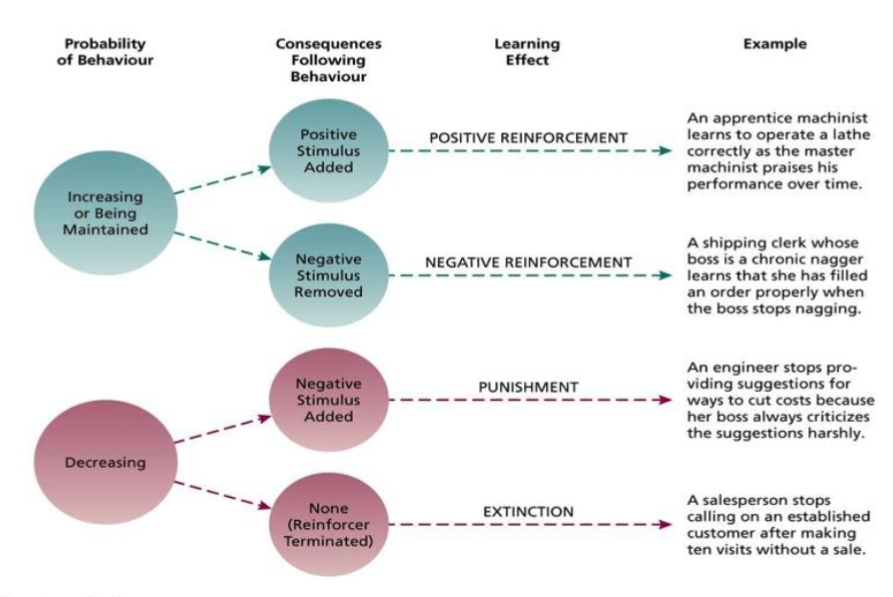 Probability
of Behaviour
Consequences
Following
Behaviour
Learning
Effect
Example
Increasing
or Being
Maintained
Positive
Stimulus
Added
POSITIVE REINFORCEMENT
An apprentice machinist
learns to operate a lathe
correctly as the master
machinist praises his
performance over time.
Negative
Stimulus
Removed
NEGATIVE REINFORCEMENT
A shipping clerk whose
boss is a chronic nagger
learns that she has filled
an order properly when
the boss stops nagging.
Decreasing
Negative
Stimulus
Added
PUNISHMENT
An engineer stops pro-
viding suggestions for
ways to cut costs because
her boss always criticizes
the suggestions harshly.
None
(Reinforcer
Terminated)
EXTINCTION
A salesperson stops
calling on an established
customer after making
ten visits without a sale.